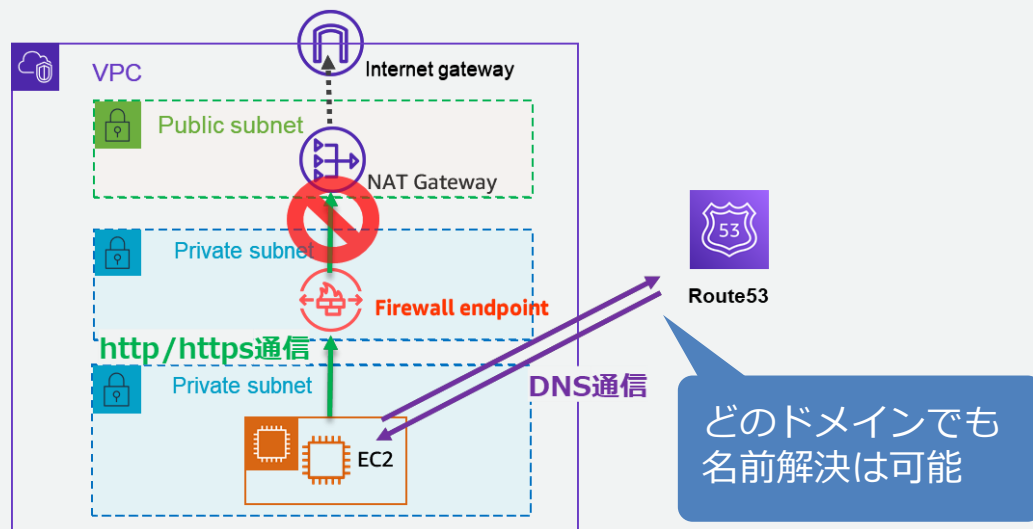 Internet gateway
VPC
Public subnet
NAT Gateway
Private subnet
Firewall endpoint
http/https通信
Private subnet
EC2
DNS通信
53
Route53
どのドメインでも
名前解決は可能